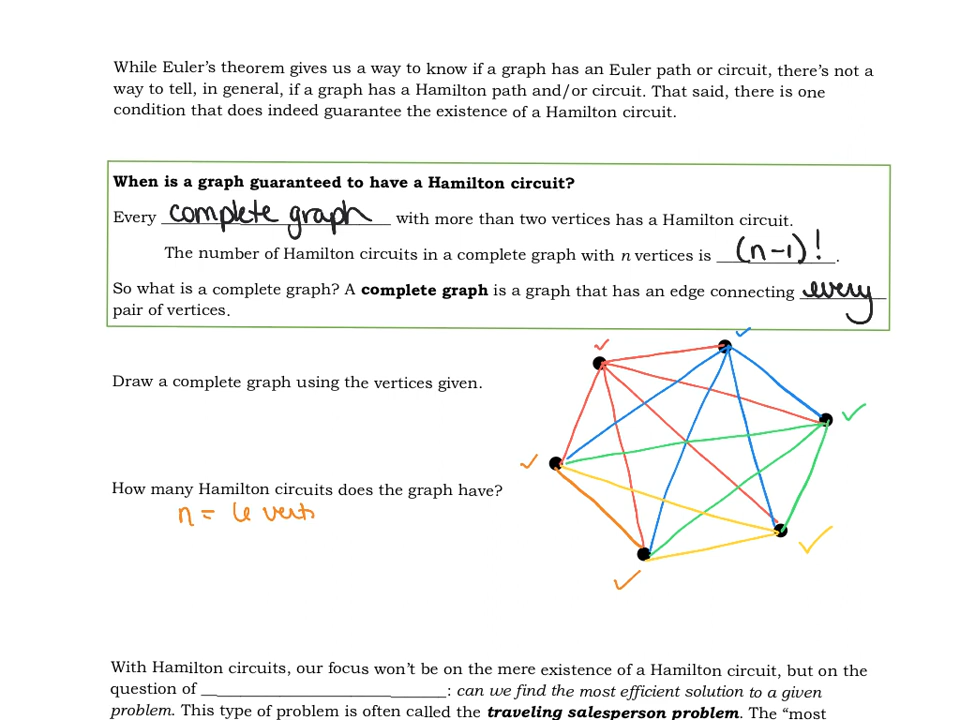 While Euler's theorem gives us a way to know if a graph has an Euler path or circuit, there's not a
way to tell, in general, if a graph has a Hamilton path and/or circuit. That said, there is one
condition that does indeed guarantee the existence of a Hamilton circuit.
When is a graph guaranteed to have a Hamilton circuit?
Every complete graph with more than two vertices has a Hamilton circuit.
The number of Hamilton circuits in a complete graph with n vertices is (n-1)!.
So what is a complete graph? A complete graph is a graph that has an edge connecting every
pair of vertices.
Draw a complete graph using the vertices given.
How many Hamilton circuits does the graph have?
n = 6 verts
With Hamilton circuits, our focus won't be on the mere existence of a Hamilton circuit, but on the
question of ____________________________: can we find the most efficient solution to a given
problem. This type of problem is often called the traveling salesperson problem. The "most